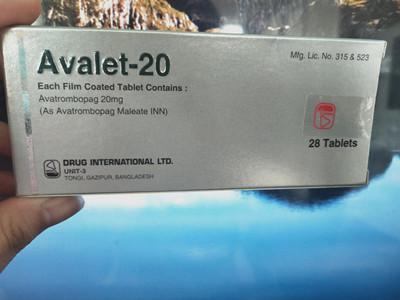 Avalet-20
Mfg. Lic. No. 315 & 523
Each Film Coated Tablet Contains :
Avatrombopag 20mg
(As Avatrombopag Maleate INN)
28 Tablets
DRUG INTERNATIONAL LTD.
UNIT-3
TONGI, GAZIPUR, BANGLADESH